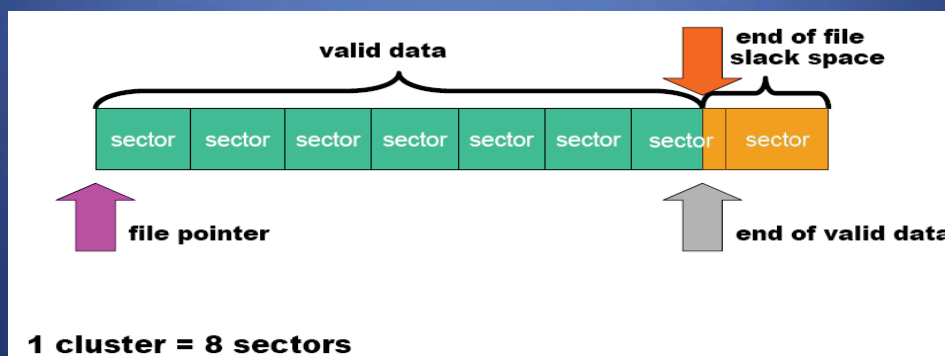 valid data
end of file
slack space
sector sector sector sector sector sector sector sector
file pointer
end of valid data
1 cluster = 8 sectors